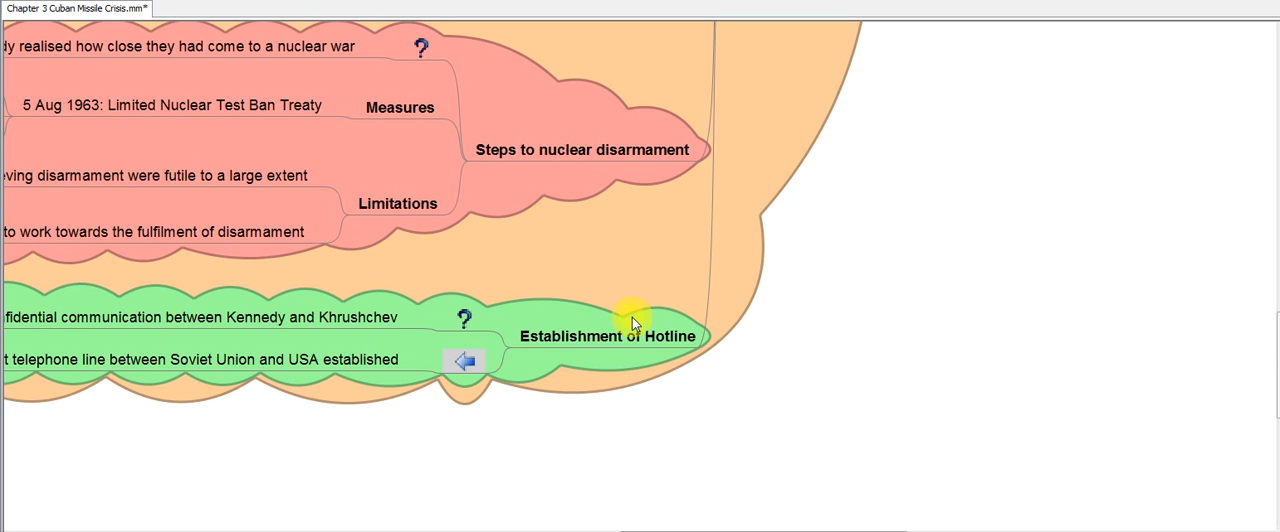 Chapter 3 Cuban Missile Crisis.mm*
realised how close they had come to a nuclear war
5 Aug 1963: Limited Nuclear Test Ban Treaty
Measures
Steps to nuclear disarmament
disarmament were futile to a large extent
Limitations
to work towards the fulfilment of disarmament
communication between Kennedy and Khrushchev
Establishment of Hotline
telephone line between Soviet Union and USA established